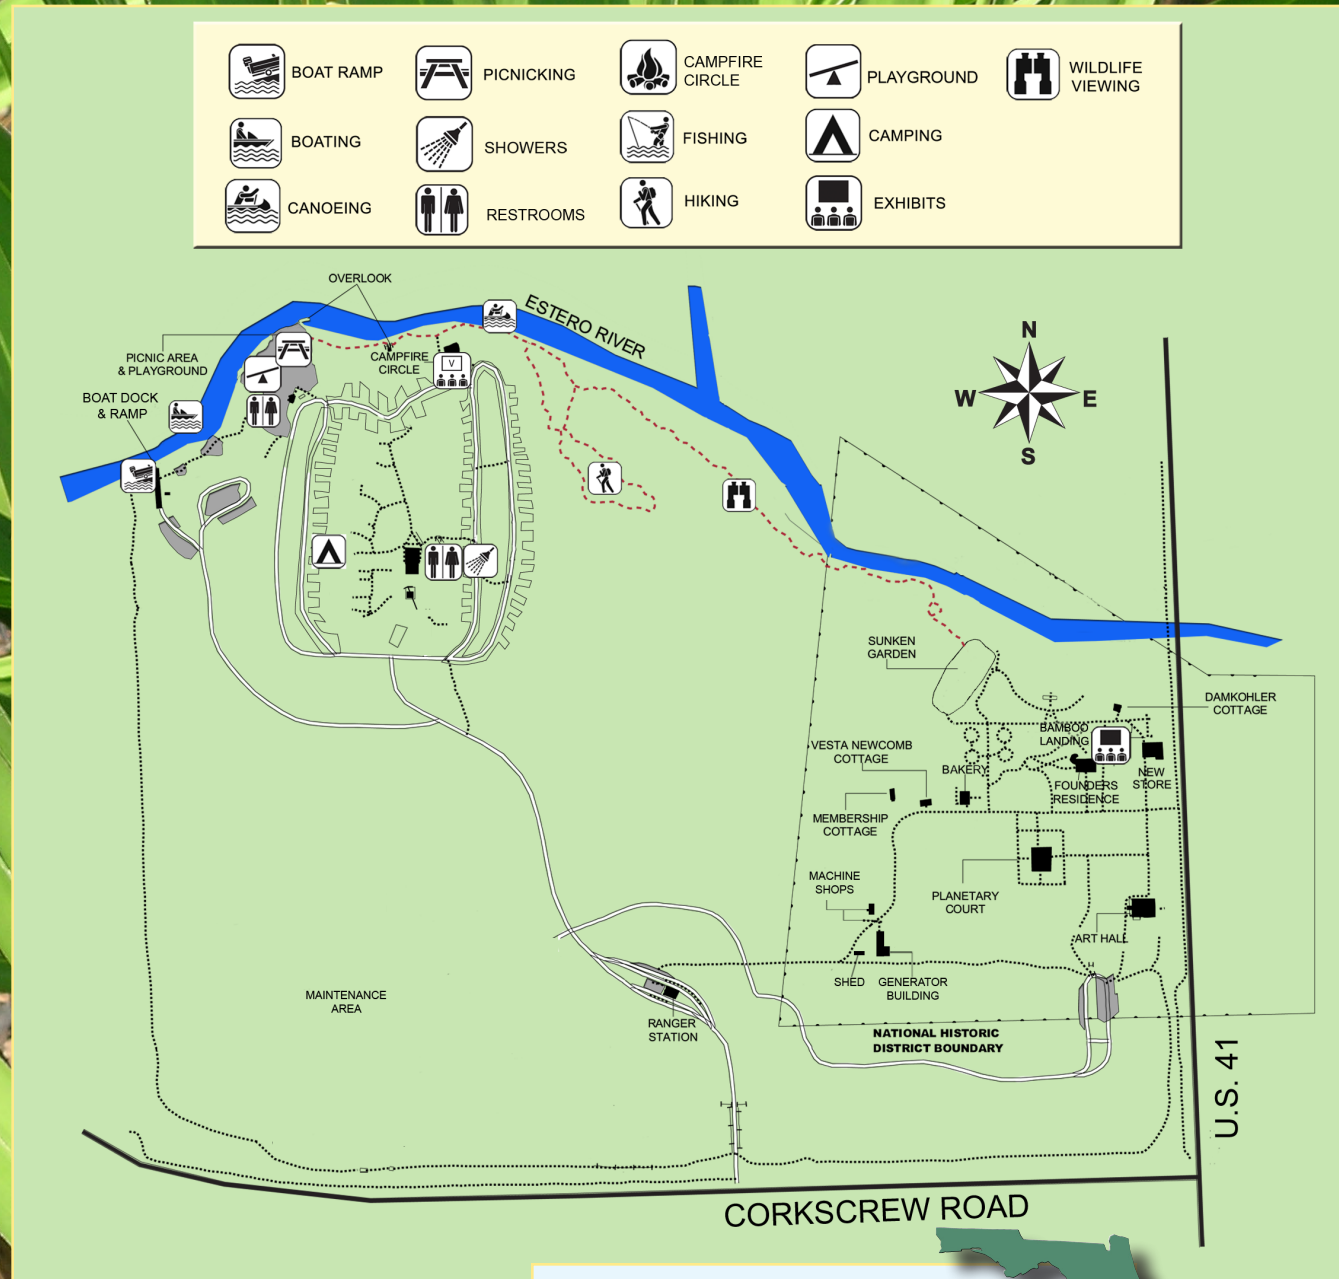 BOAT RAMP
PICNICKING
CAMPFIRE
CIRCLE
PLAYGROUND
WILDLIFE
VIEWING
BOATING
SHOWERS
FISHING
CAMPING
CANOEING
RESTROOMS
HIKING
EXHIBITS
OVERLOOK
ESTERO RIVER
PICNIC AREA
& PLAYGROUND
CAMPFIRE
CIRCLE
V
BOAT DOCK
& RAMP
N
W
E
S
SUNKEN
GARDEN
DAMKOHLER
COTTAGE
BAMBOO
LANDING
VESTA NEWCOMB
COTTAGE
BAKERY
NEW
STORE
FOUNDERS
RESIDENCE
MEMBERSHIP
COTTAGE
MACHINE
SHOPS
PLANETARY
COURT
ART HALL
SHED
GENERATOR
BUILDING
MAINTENANCE
AREA
RANGER
STATION
NATIONAL HISTORIC
DISTRICT BOUNDARY
U.S. 41
CORKSCREW ROAD